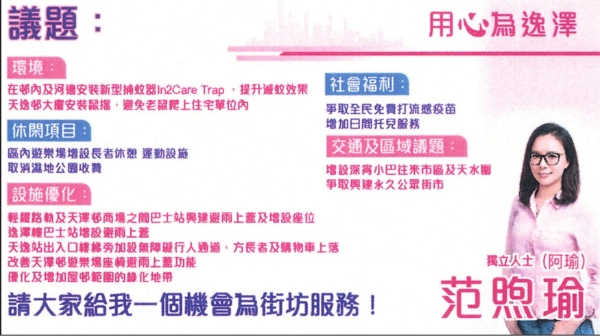 議題：
用心為逸澤
環境：
在邨內及河邊安裝新型捕蚊器In2Care Trap ，提升滅蚊效果
天逸邨大廈安裝鼠擋，避免老鼠爬上住宅單位內
社會福利：
爭取全民免費打流感疫苗
增加日間托兒服務
休閒項目：
區內遊樂場增設長者休憩 運動設施
取消濕地公園收費
交通及區域議題：
增設深宵小巴往來市區及天水圍
爭取興建永久公眾街市
設施優化：
輕鐵路軌及天澤邨商場之間巴士站興建避雨上蓋及增設座位
逸澤樓巴士站增設避雨上蓋
天逸站出入口樓梯旁加設無障礙行人通道，方長者及購物車上落
改善天澤邨遊樂場座椅避雨上蓋功能
優化及增加屋邨範圍的綠化地帶
獨立人士（阿瑜）
范煦瑜
請大家給我一個機會為街坊服務！